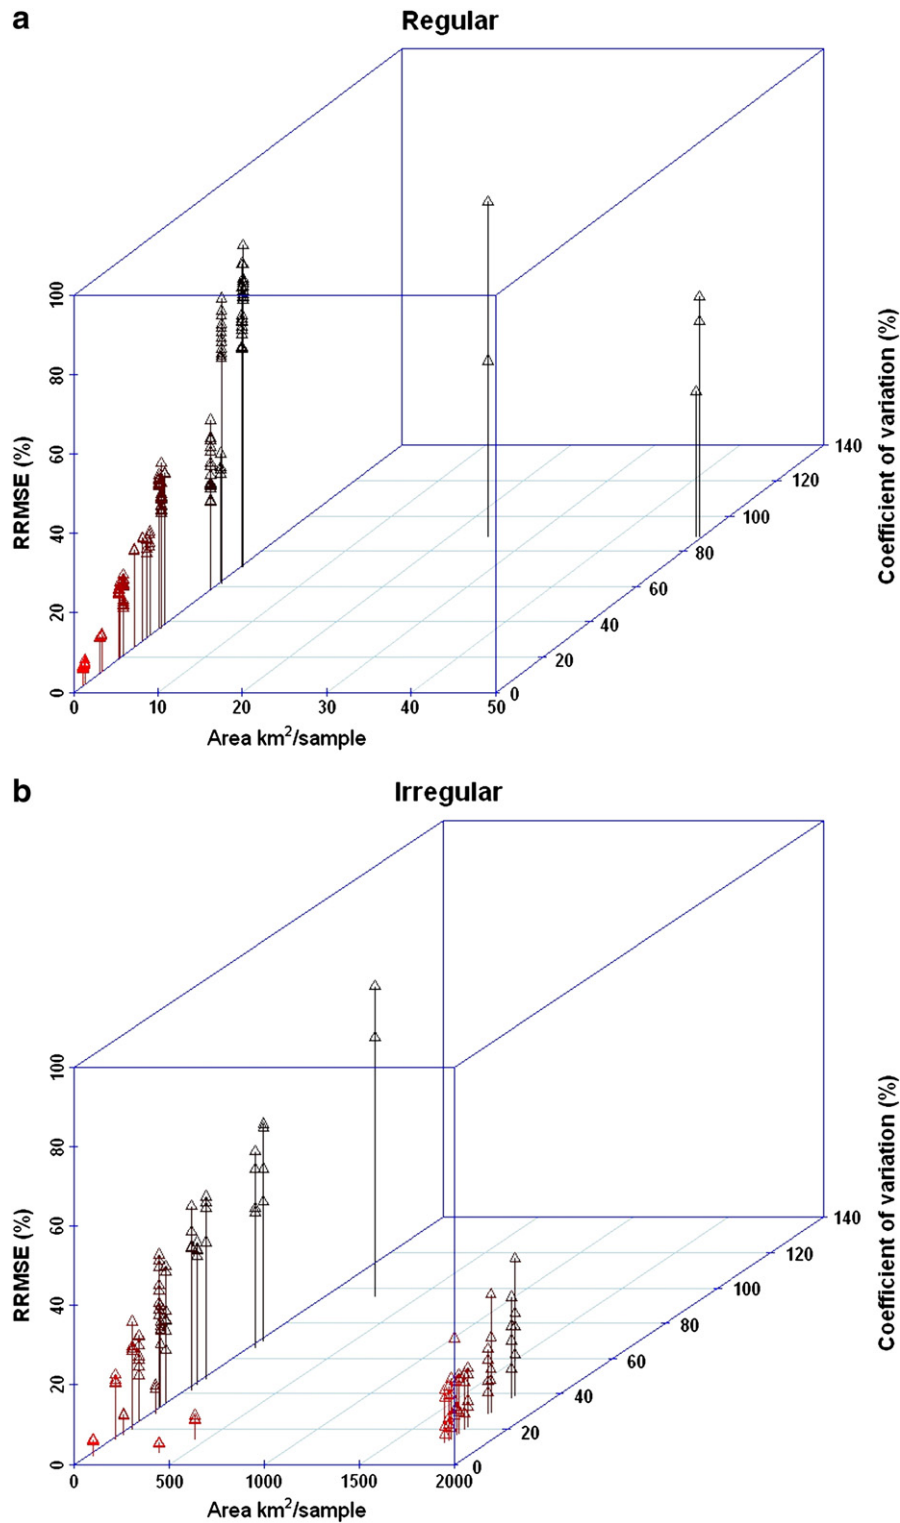 a
Regular
100
80
60
40
20
0
RRMSE (%)
0 10 20 30 40 50
Area km²/sample
0
20
40
60
80
100
120
140
Coefficient of variation (%)
b
Irregular
100
80
60
40
20
0
RRMSE (%)
0 500 1000 1500 2000
Area km²/sample
0
20
40
60
80
100
120
140
Coefficient of variation (%)